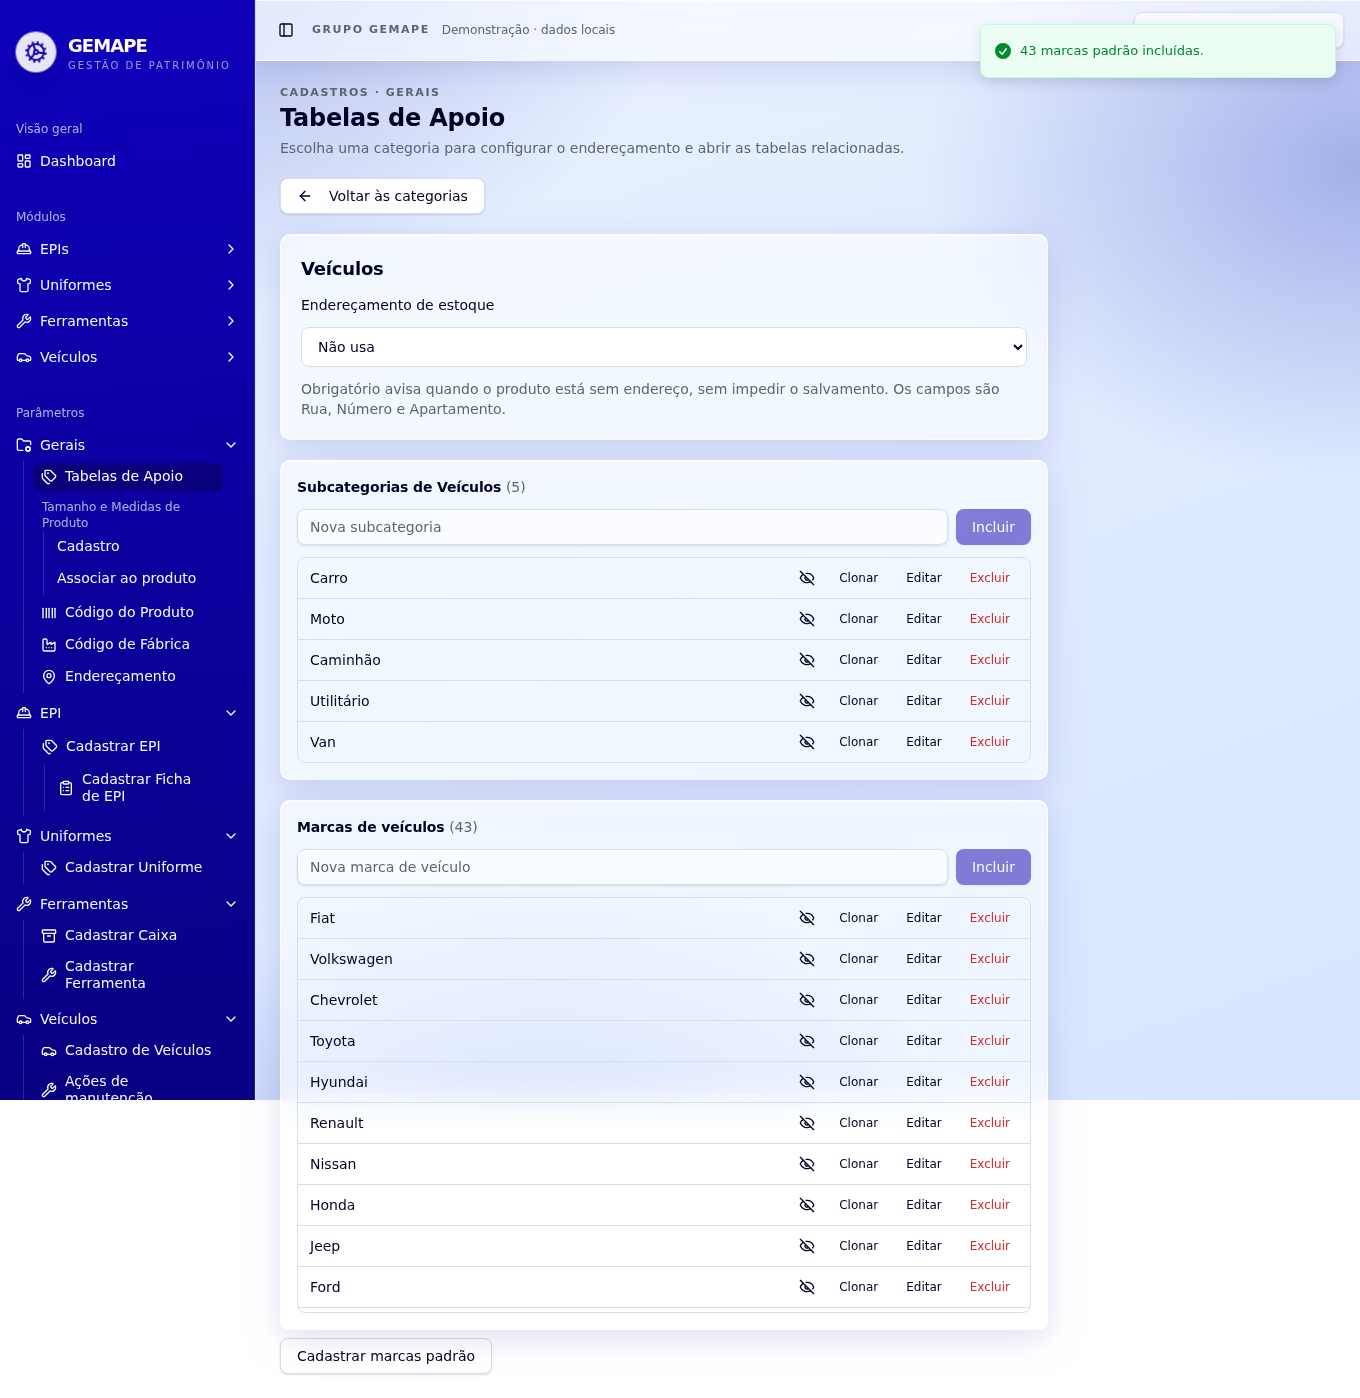 GEMAPE
GESTÃO DE PATRIMÔNIO
Visão geral
Dashboard
Módulos
EPIs
Uniformes
Ferramentas
Veículos
Parâmetros
Gerais
Tabelas de Apoio
Tamanho e Medidas de
Produto
Cadastro
Associar ao produto
Código do Produto
Código de Fábrica
Endereçamento
EPI
Cadastrar EPI
Cadastrar Ficha
de EPI
Uniformes
Cadastrar Uniforme
Ferramentas
Cadastrar Caixa
Cadastrar
Ferramenta
Veículos
Cadastro de Veículos
Ações de
manutenção
GRUPO GEMAPE Demonstração · dados locais
43 marcas padrão incluídas.
CADASTROS · GERAIS
Tabelas de Apoio
Escolha uma categoria para configurar o endereçamento e abrir as tabelas relacionadas.
Voltar às categorias
Veículos
Endereçamento de estoque
Não usa
Obrigatório avisa quando o produto está sem endereço, sem impedir o salvamento. Os campos são
Rua, Número e Apartamento.
Subcategorias de Veículos (5)
Nova subcategoria Incluir
Carro Clonar Editar Excluir
Moto Clonar Editar Excluir
Caminhão Clonar Editar Excluir
Utilitário Clonar Editar Excluir
Van Clonar Editar Excluir
Marcas de veículos (43)
Nova marca de veículo Incluir
Fiat Clonar Editar Excluir
Volkswagen Clonar Editar Excluir
Chevrolet Clonar Editar Excluir
Toyota Clonar Editar Excluir
Hyundai Clonar Editar Excluir
Renault Clonar Editar Excluir
Nissan Clonar Editar Excluir
Honda Clonar Editar Excluir
Jeep Clonar Editar Excluir
Ford Clonar Editar Excluir
Cadastrar marcas padrão